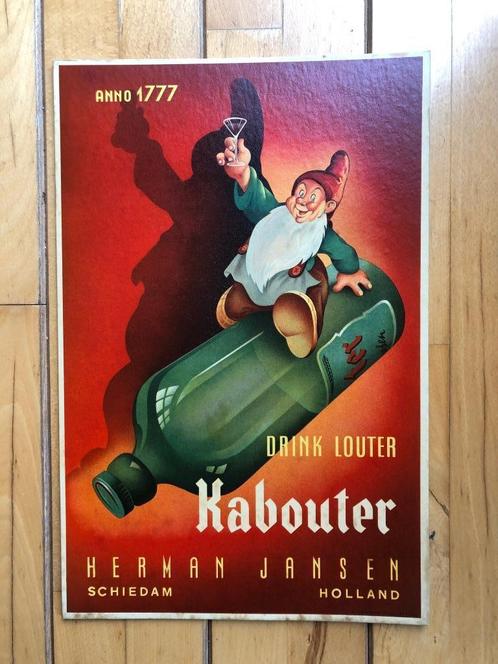 ANNO 1777
DRINK LOUTER
Kabouter
HERMAN JANSEN
SCHIEDAM HOLLAND